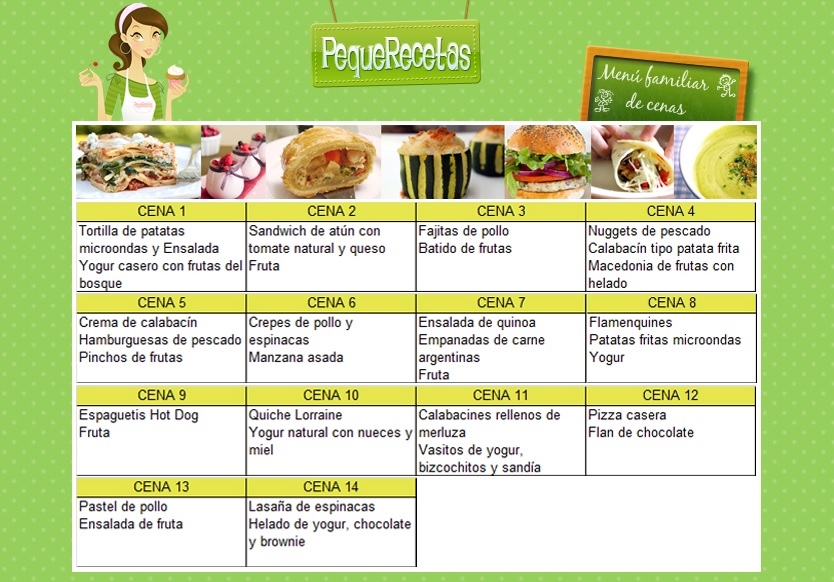 PequeRecetas
Menú familiar
de cenas
CENA 1
Tortilla de patatas
microondas y Ensalada
Yogur casero con frutas del
bosque
CENA 2
Sandwich de atún con
tomate natural y queso
Fruta
CENA 3
Fajitas de pollo
Batido de frutas
CENA 4
Nuggets de pescado
Calabacín tipo patata frita
Macedonia de frutas con
helado
CENA 5
Crema de calabacín
Hamburguesas de pescado
Pinchos de frutas
CENA 6
Crepes de pollo y
espinacas
Manzana asada
CENA 7
Ensalada de quinoa
Empanadas de carne
argentinas
Fruta
CENA 8
Flamenquines
Patatas fritas microondas
Yogur
CENA 9
Espaguetis Hot Dog
Fruta
CENA 10
Quiche Lorraine
Yogur natural con nueces y
miel
CENA 11
Calabacines rellenos de
merluza
Vasitos de yogur,
bizcochitos y sandía
CENA 12
Pizza casera
Flan de chocolate
CENA 13
Pastel de pollo
Ensalada de fruta
CENA 14
Lasaña de espinacas
Helado de yogur, chocolate
y brownie